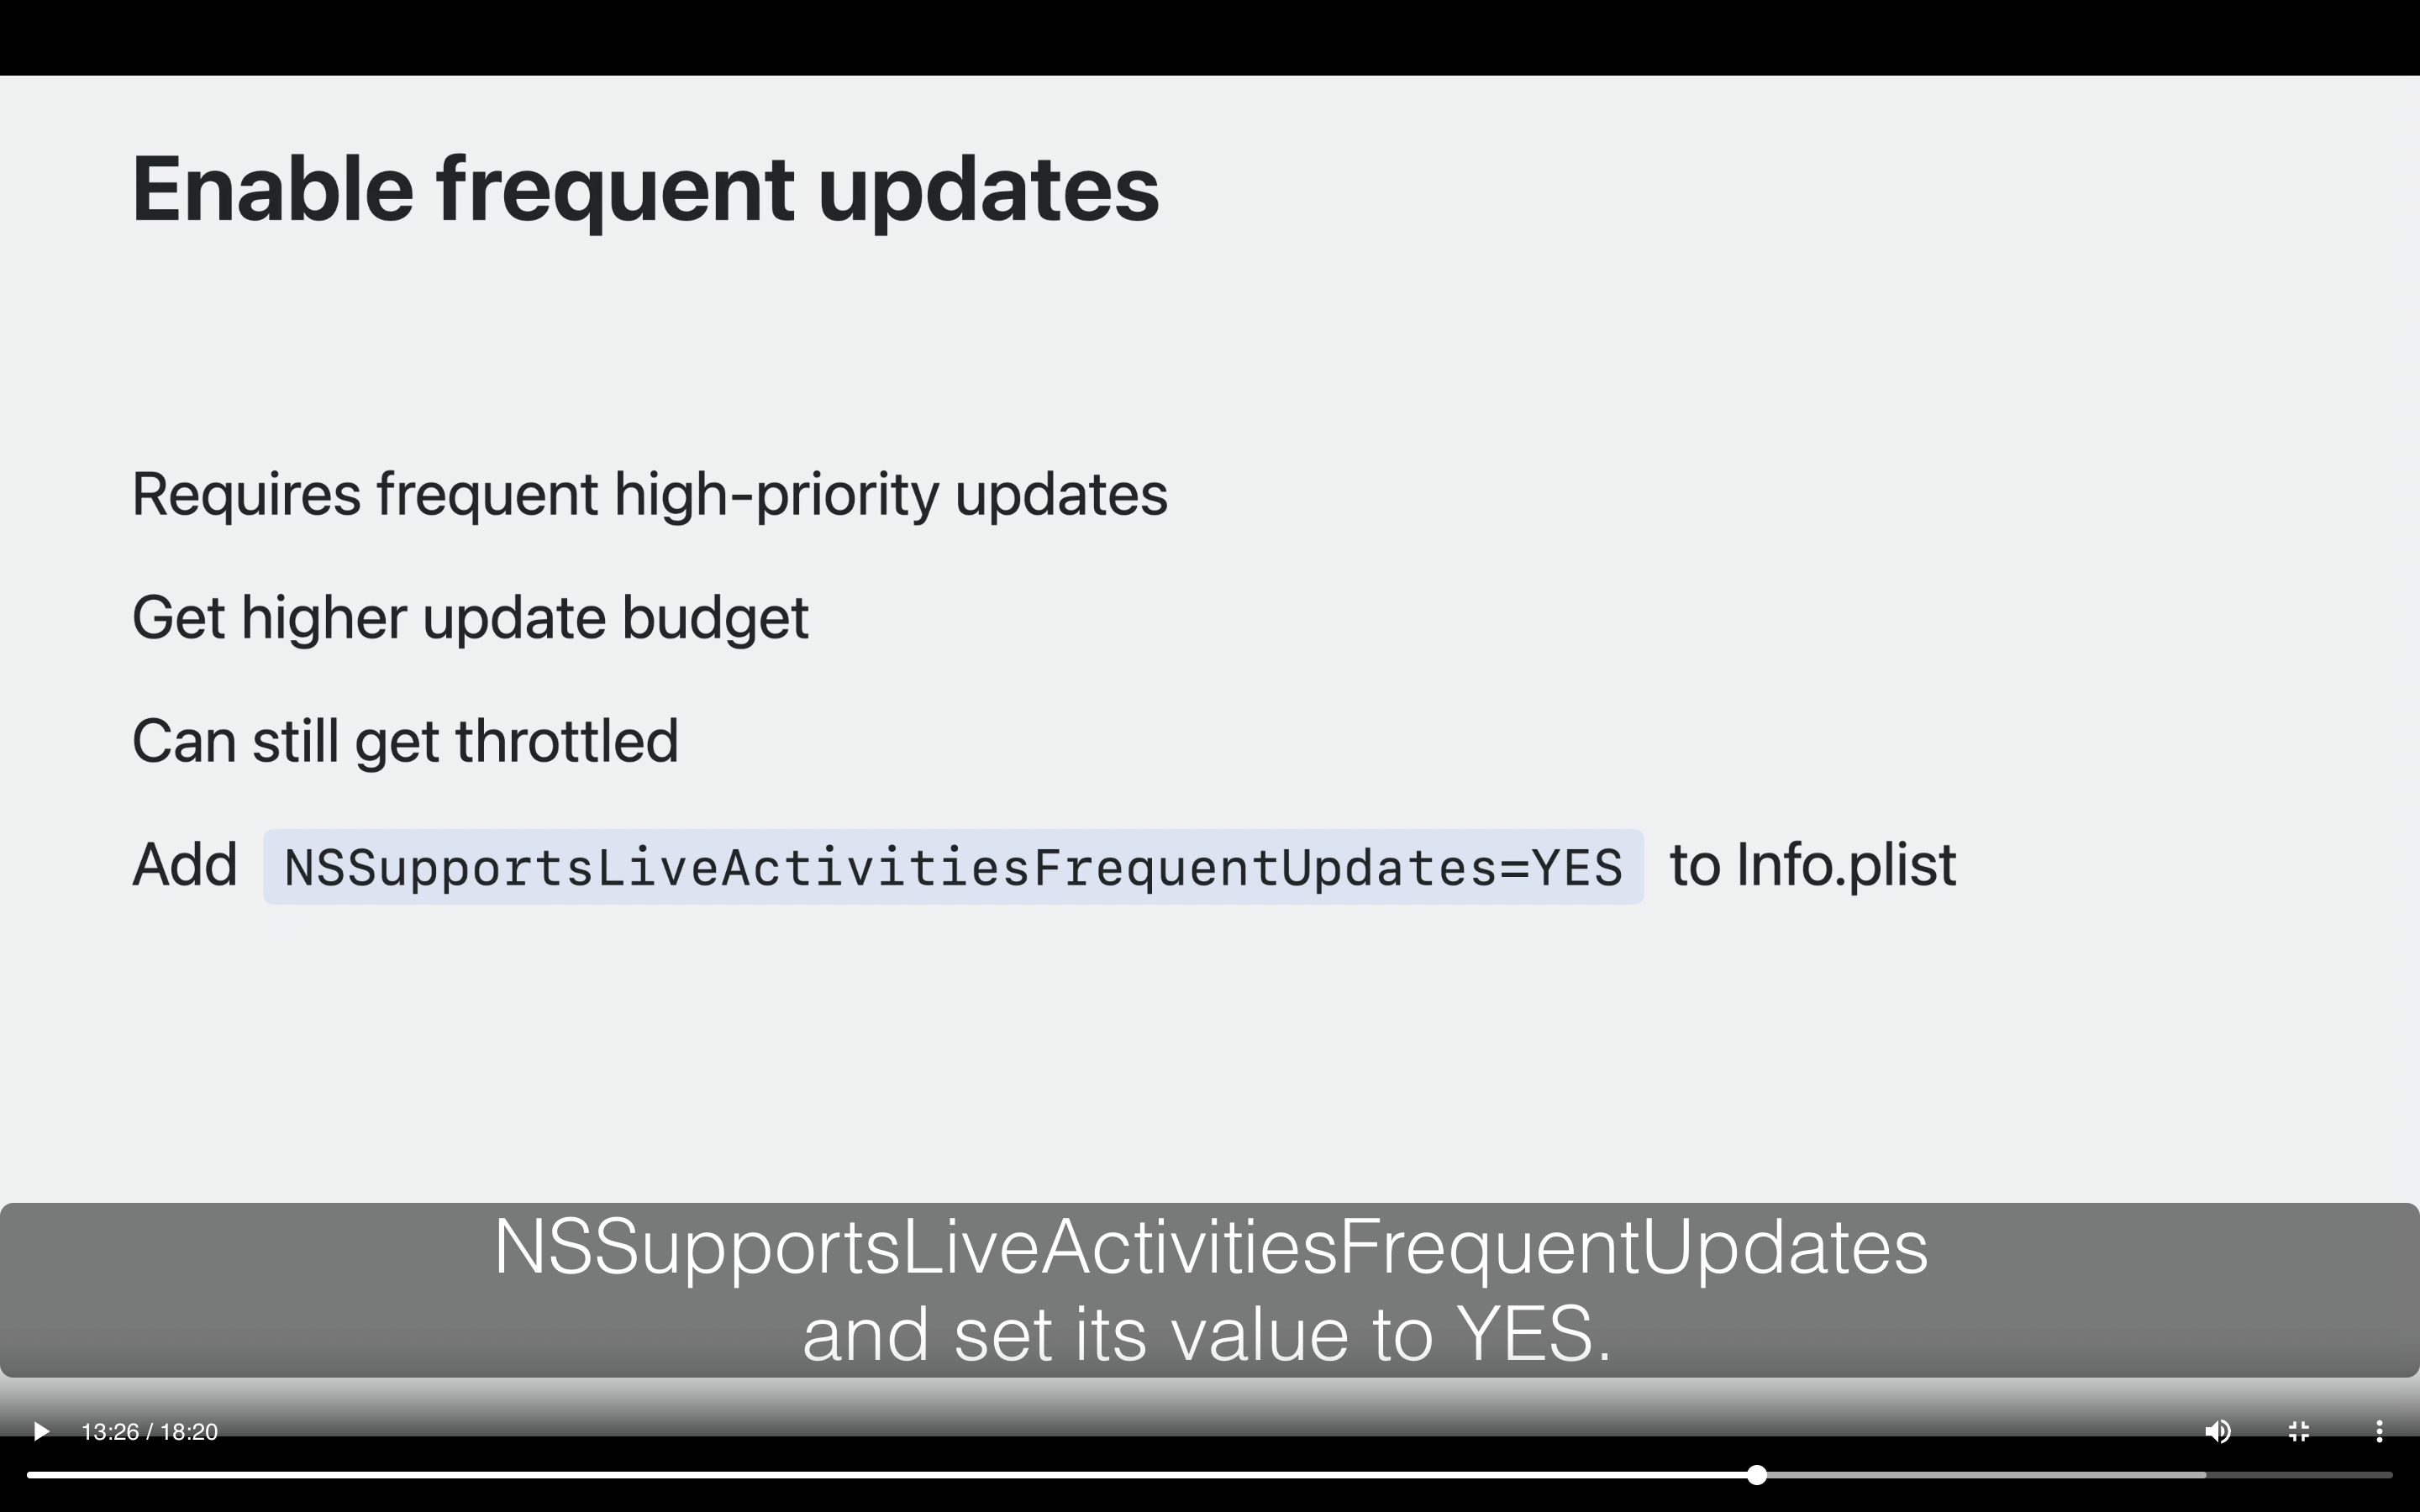 Enable frequent updates
Requires frequent high-priority updates
Get higher update budget
Can still get throttled
Add NSSupportsLiveActivitiesFrequentUpdates=YES to Info.plist
NSSupportsLiveActivitiesFrequentUpdates
and set its value to YES.
13:26 / 18:20